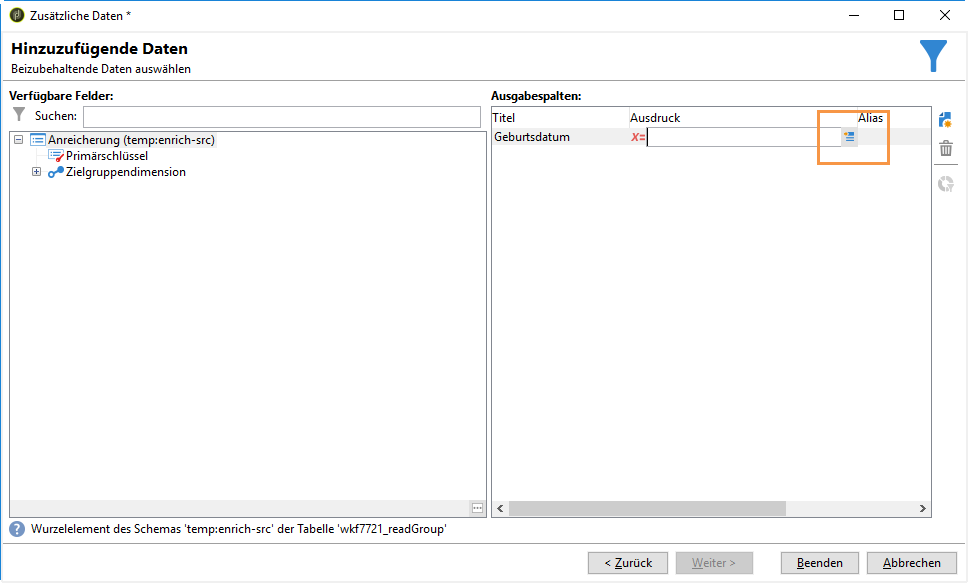 Zusätzliche Daten *
Hinzuzufügende Daten
Beizubehaltende Daten auswählen
Verfügbare Felder:
Suchen:
Anreicherung (temp:enrich-src)
Primärschlüssel
Zielgruppendimension
Ausgabespalten:
Titel Ausdruck Alias
Geburtsdatum
Wurzelelement des Schemas 'temp:enrich-src' der Tabelle 'wkf7721_readGroup'
< Zurück Weiter > Beenden Abbrechen